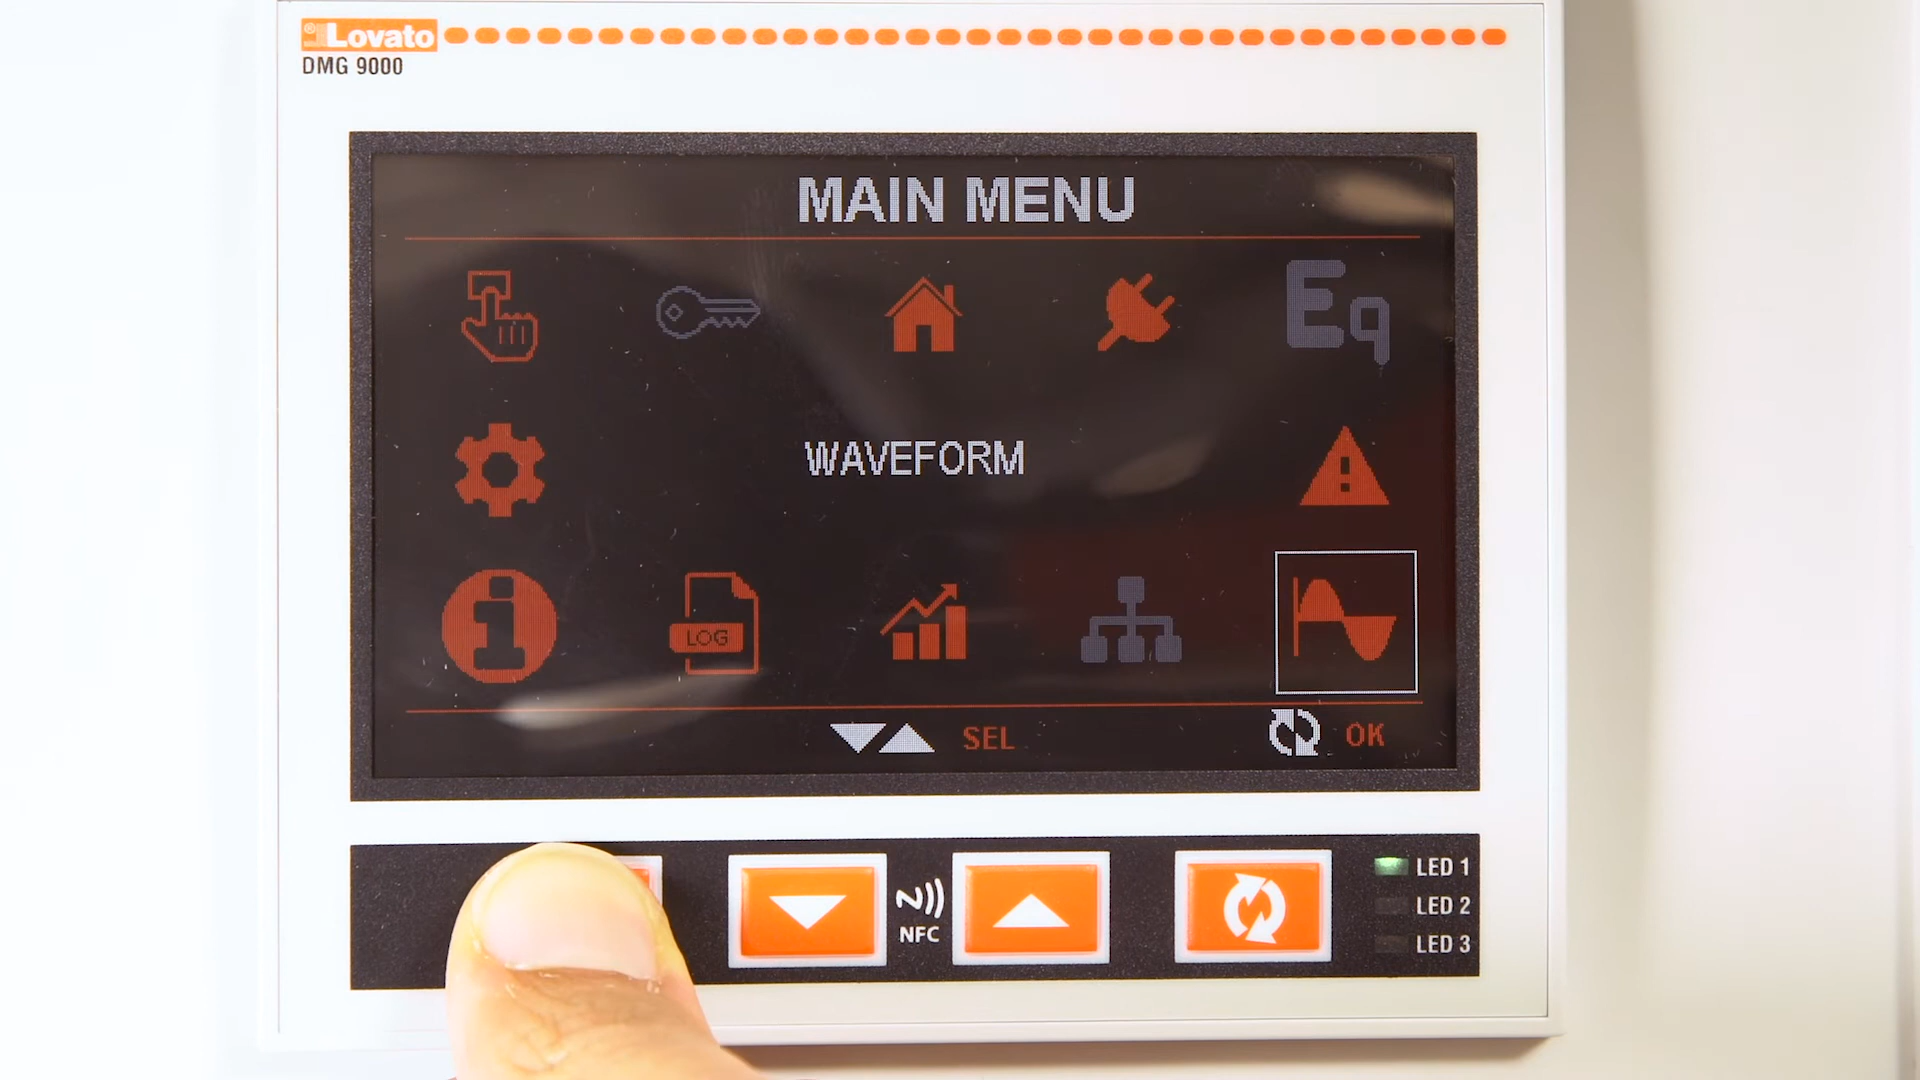 ®Lovato
DMG 9000
MAIN MENU
Eq
WAVEFORM
LOG
SEL
OK
NFC
LED 1
LED 2
LED 3